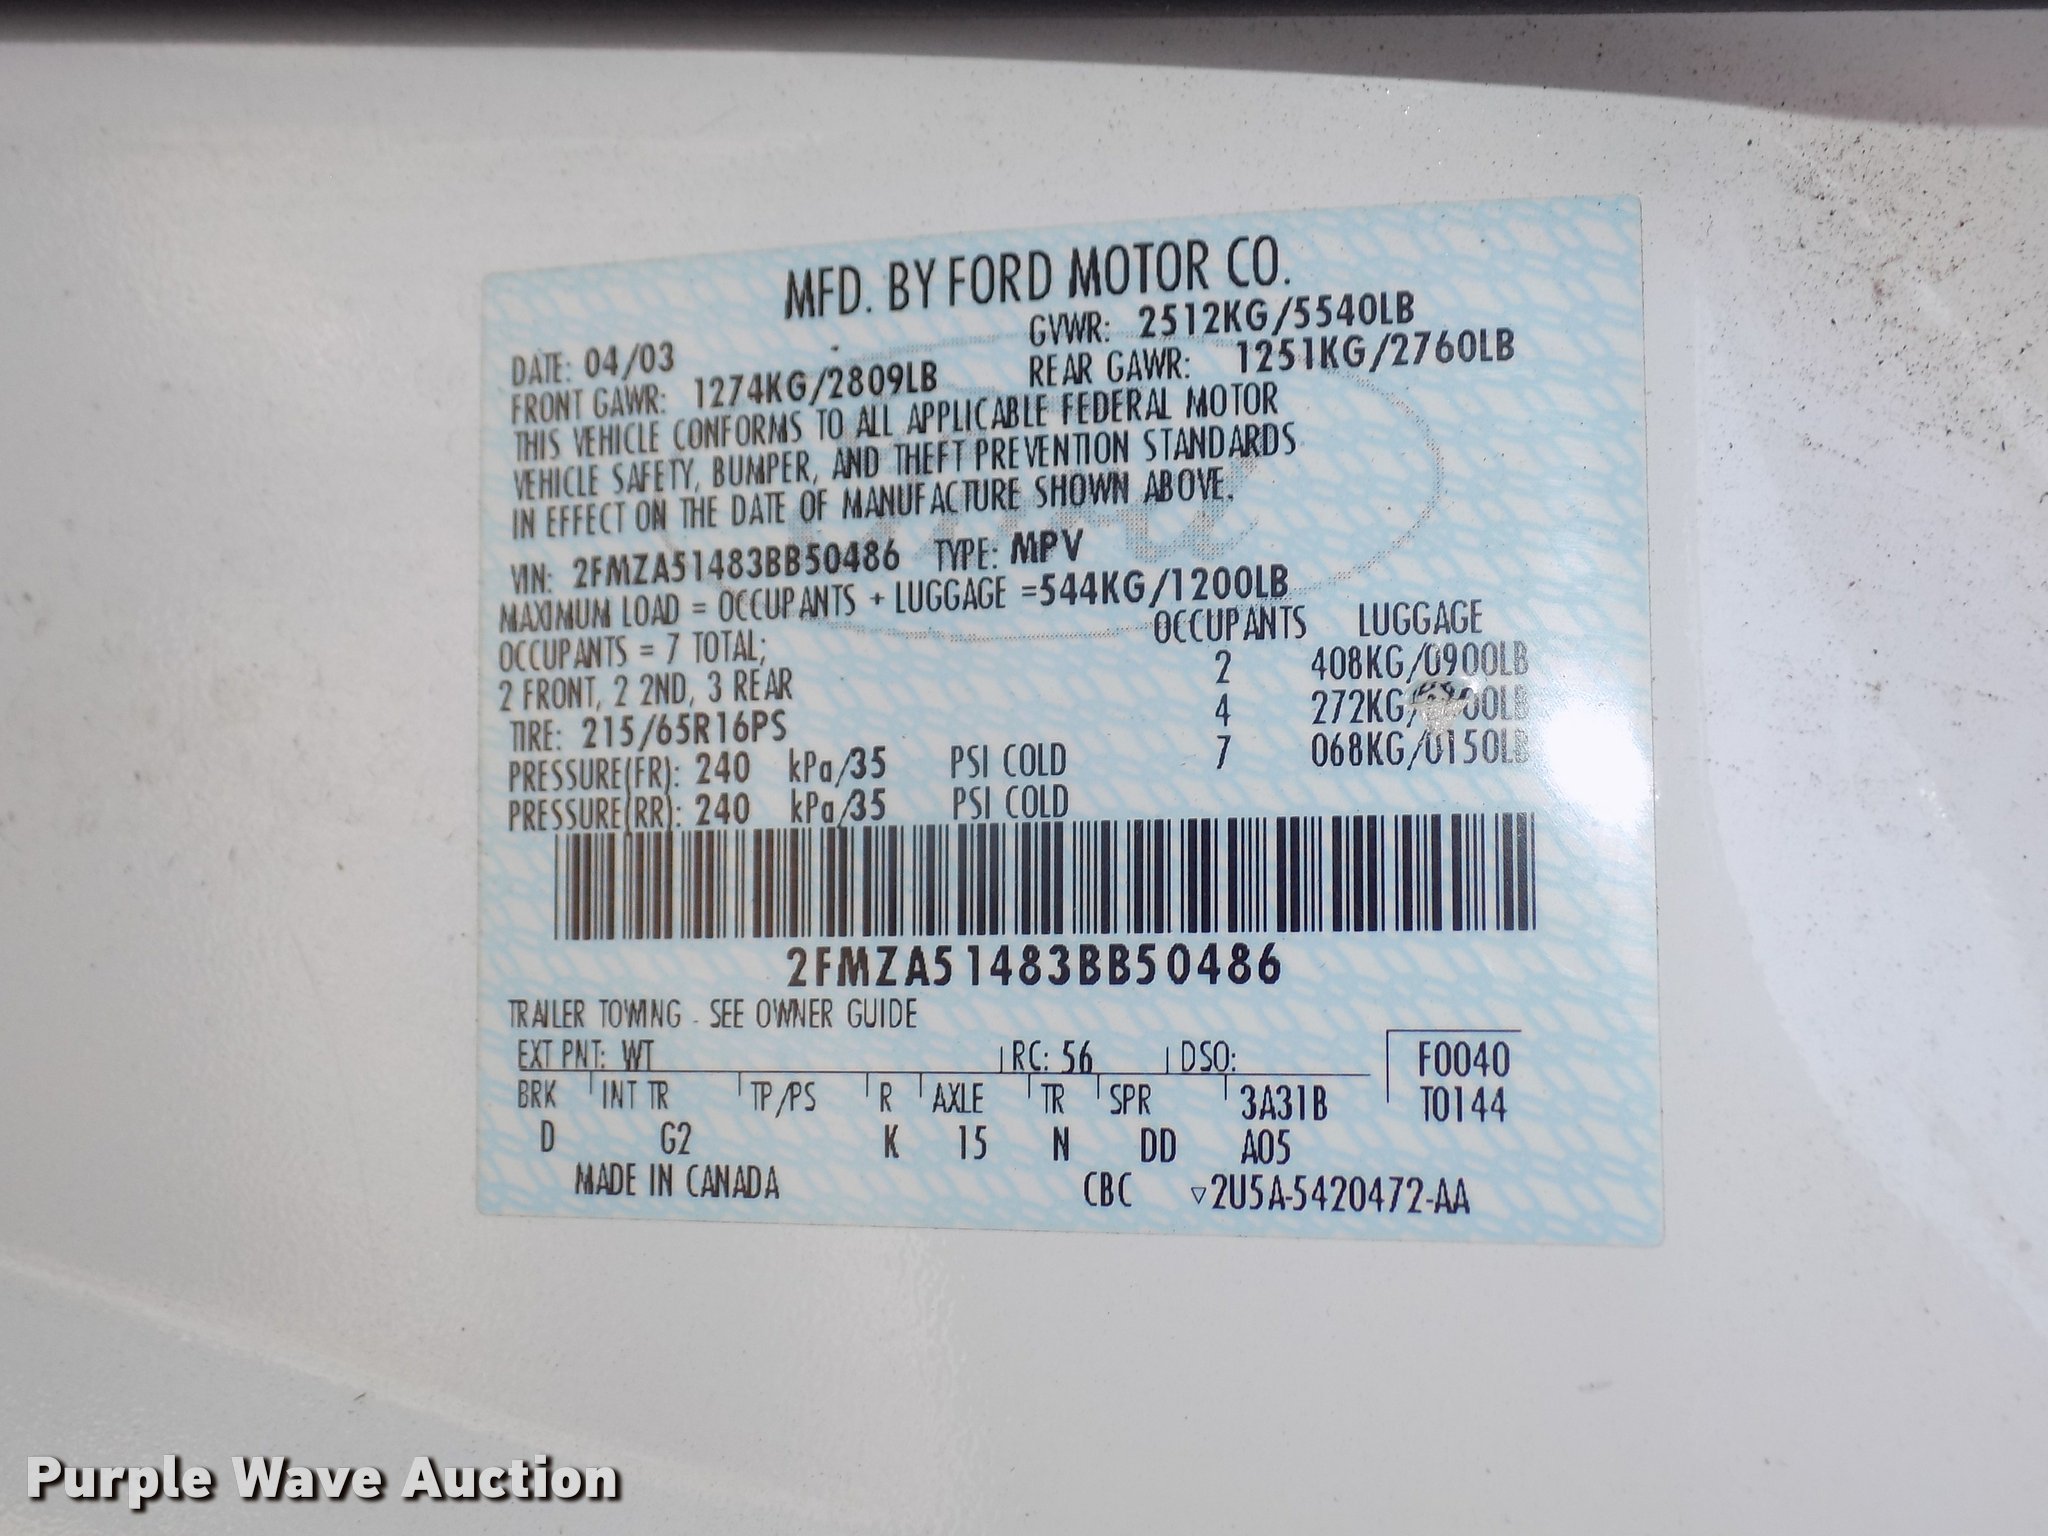 MFD. BY FORD MOTOR CO.
DATE: 04/03 GVWR: 2512KG/5540LB
FRONT GAWR: 1274KG/2809LB REAR GAWR: 1251KG/2760LB
THIS VEHICLE CONFORMS TO ALL APPLICABLE FEDERAL MOTOR
VEHICLE SAFETY, BUMPER, AND THEFT PREVENTION STANDARDS
IN EFFECT ON THE DATE OF MANUFACTURE SHOWN ABOVE.
VIN: 2FMZA51483BB50486 TYPE: MPV
MAXIMUM LOAD = OCCUPANTS + LUGGAGE =544KG/1200LB
OCCUPANTS = 7 TOTAL; OCCUPANTS LUGGAGE
2 FRONT, 2 2ND, 3 REAR 2 408KG/0900LB
TIRE: 215/65R16PS 4 272KG/
PRESSURE(FR): 240 kPa/35 PSI COLD 7 068KG/0150LB
PRESSURE(RR): 240 kPa/35 PSI COLD
2FMZA51483BB50486
TRAILER TOWING - SEE OWNER GUIDE
EXT PNT: WT RC: 56 DSO: F0040
BRK INT TR TP/PS R AXLE TR SPR 3A31B T0144
D G2 K 15 N DD A05
MADE IN CANADA CBC ▽2U5A-5420472-AA
Purple Wave Auction